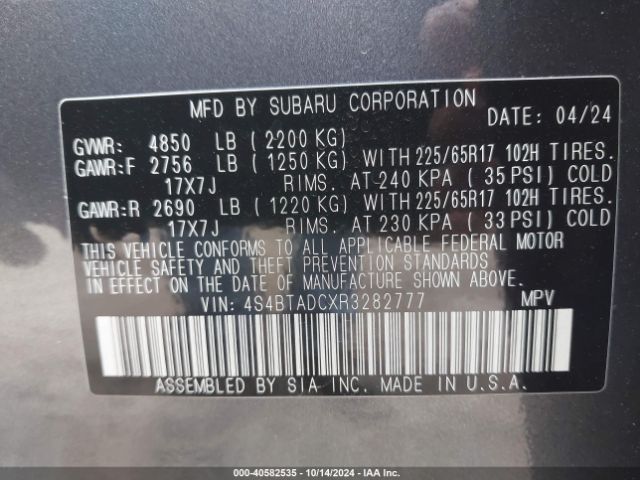 MFD BY SUBARU CORPORATION DATE: 04/24
GVWR: 4850 LB (2200 KG)
GAWR:F 2756 LB (1250 KG) WITH 225/65R17 102H TIRES.
17X7J RIMS. AT 240 KPA (35 PSI) COLD
GAWR:R 2690 LB (1220 KG) WITH 225/65R17 102H TIRES.
17X7J RIMS. AT 230 KPA (33 PSI) COLD
THIS VEHICLE CONFORMS TO ALL APPLICABLE FEDERAL MOTOR
VEHICLE SAFETY AND THEFT PREVENTION STANDARDS
IN EFFECT ON THE DATE OF MANUFACTURE SHOWN ABOVE.
VIN: 4S4BTADCXR3282777 MPV
ASSEMBLED BY SIA INC. MADE IN U.S.A.
000-40582535 - 10/14/2024 - IAA Inc.